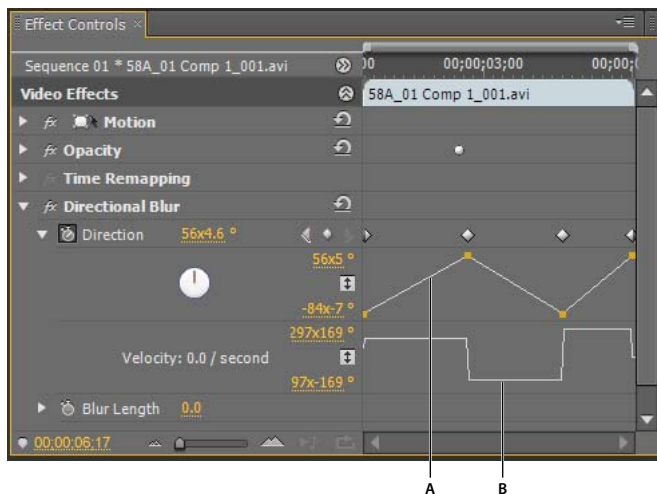 Effect Controls ×
Sequence 01 * 58A_01 Comp 1_001.avi
00 00;00;03;00 00;00;
Video Effects
58A_01 Comp 1_001.avi
fx Motion
fx Opacity
Time Remapping
fx Directional Blur
Direction 56x4.6 °
56x5 °
-84x-7 °
297x169 °
Velocity: 0.0 / second
97x-169 °
Blur Length 0.0
00;00;06;17
A B